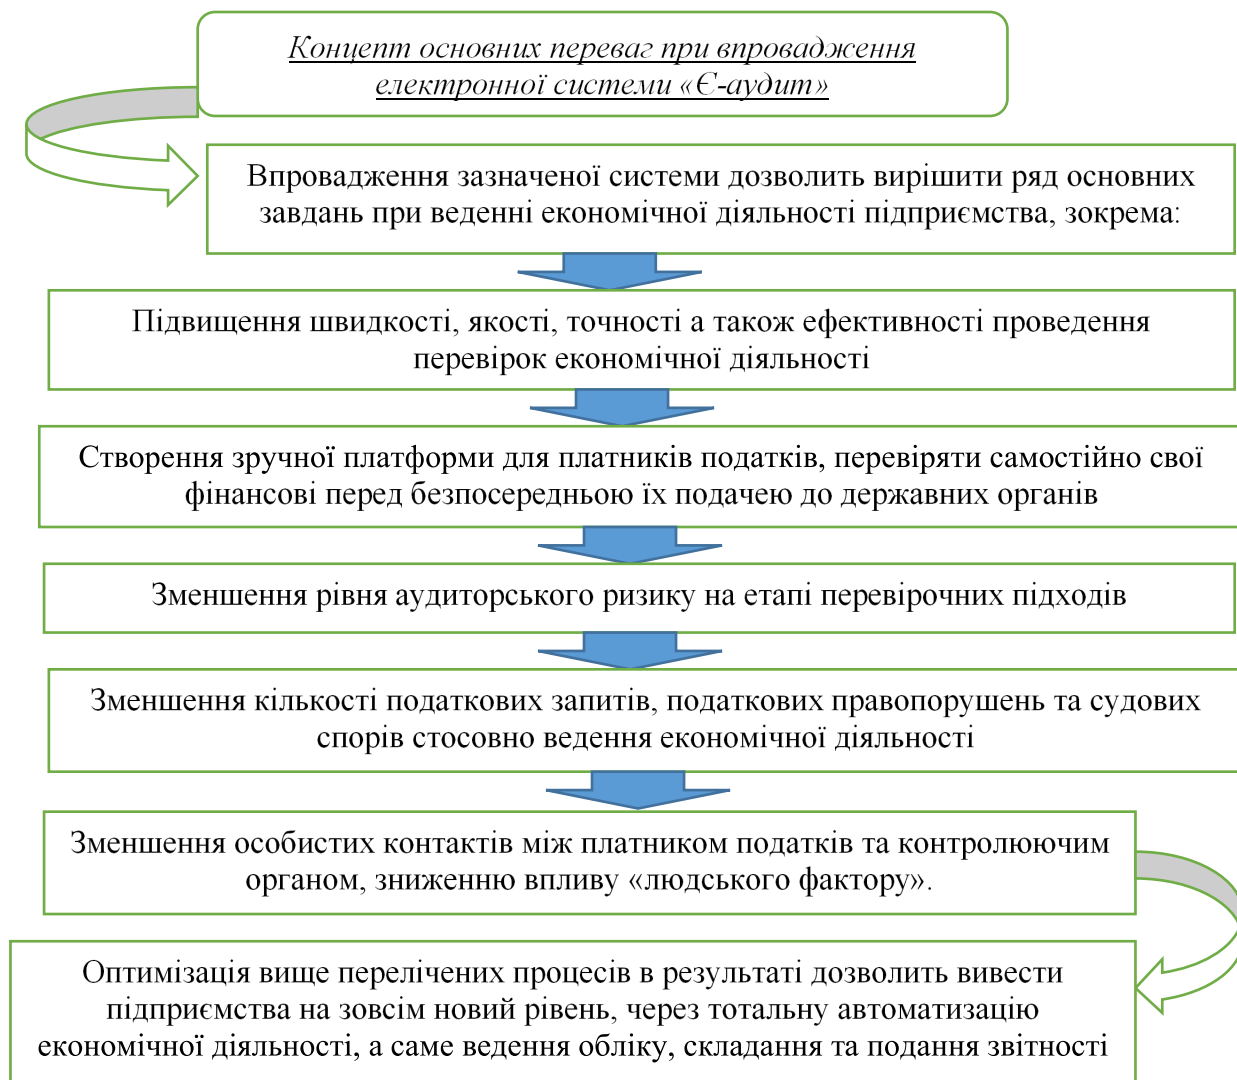 Концепт основних переваг при впровадження
електронної системи «Є-аудит»
Впровадження зазначеної системи дозволить вирішити ряд основних
завдань при веденні економічної діяльності підприємства, зокрема:
Підвищення швидкості, якості, точності а також ефективності проведення
перевірок економічної діяльності
Створення зручної платформи для платників податків, перевіряти самостійно свої
фінансові перед безпосередньою їх подачею до державних органів
Зменшення рівня аудиторського ризику на етапі перевірочних підходів
Зменшення кількості податкових запитів, податкових правопорушень та судових
спорів стосовно ведення економічної діяльності
Зменшення особистих контактів між платником податків та контролюючим
органом, зниженню впливу «людського фактору».
Оптимізація вище перелічених процесів в результаті дозволить вивести
підприємства на зовсім новий рівень, через тотальну автоматизацію
економічної діяльності, а саме ведення обліку, складання та подання звітності